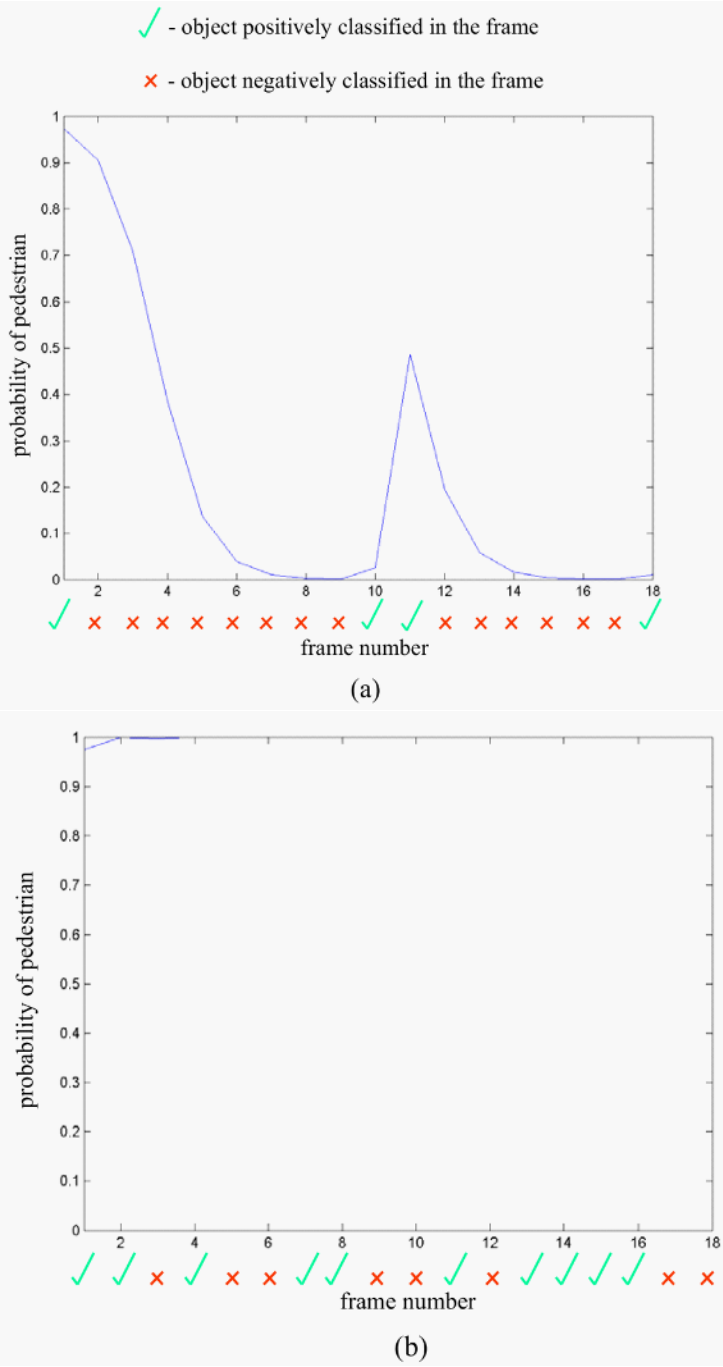 - object positively classified in the frame
- object negatively classified in the frame
1
0.9
0.8
0.7
0.6
0.5
0.4
0.3
0.2
0.1
0
probability of pedestrian
2 4 6 8 10 12 14 16 18
frame number
(a)
1
0.9
0.8
0.7
0.6
0.5
0.4
0.3
0.2
0.1
0
probability of pedestrian
2 4 6 8 10 12 14 16 18
frame number
(b)